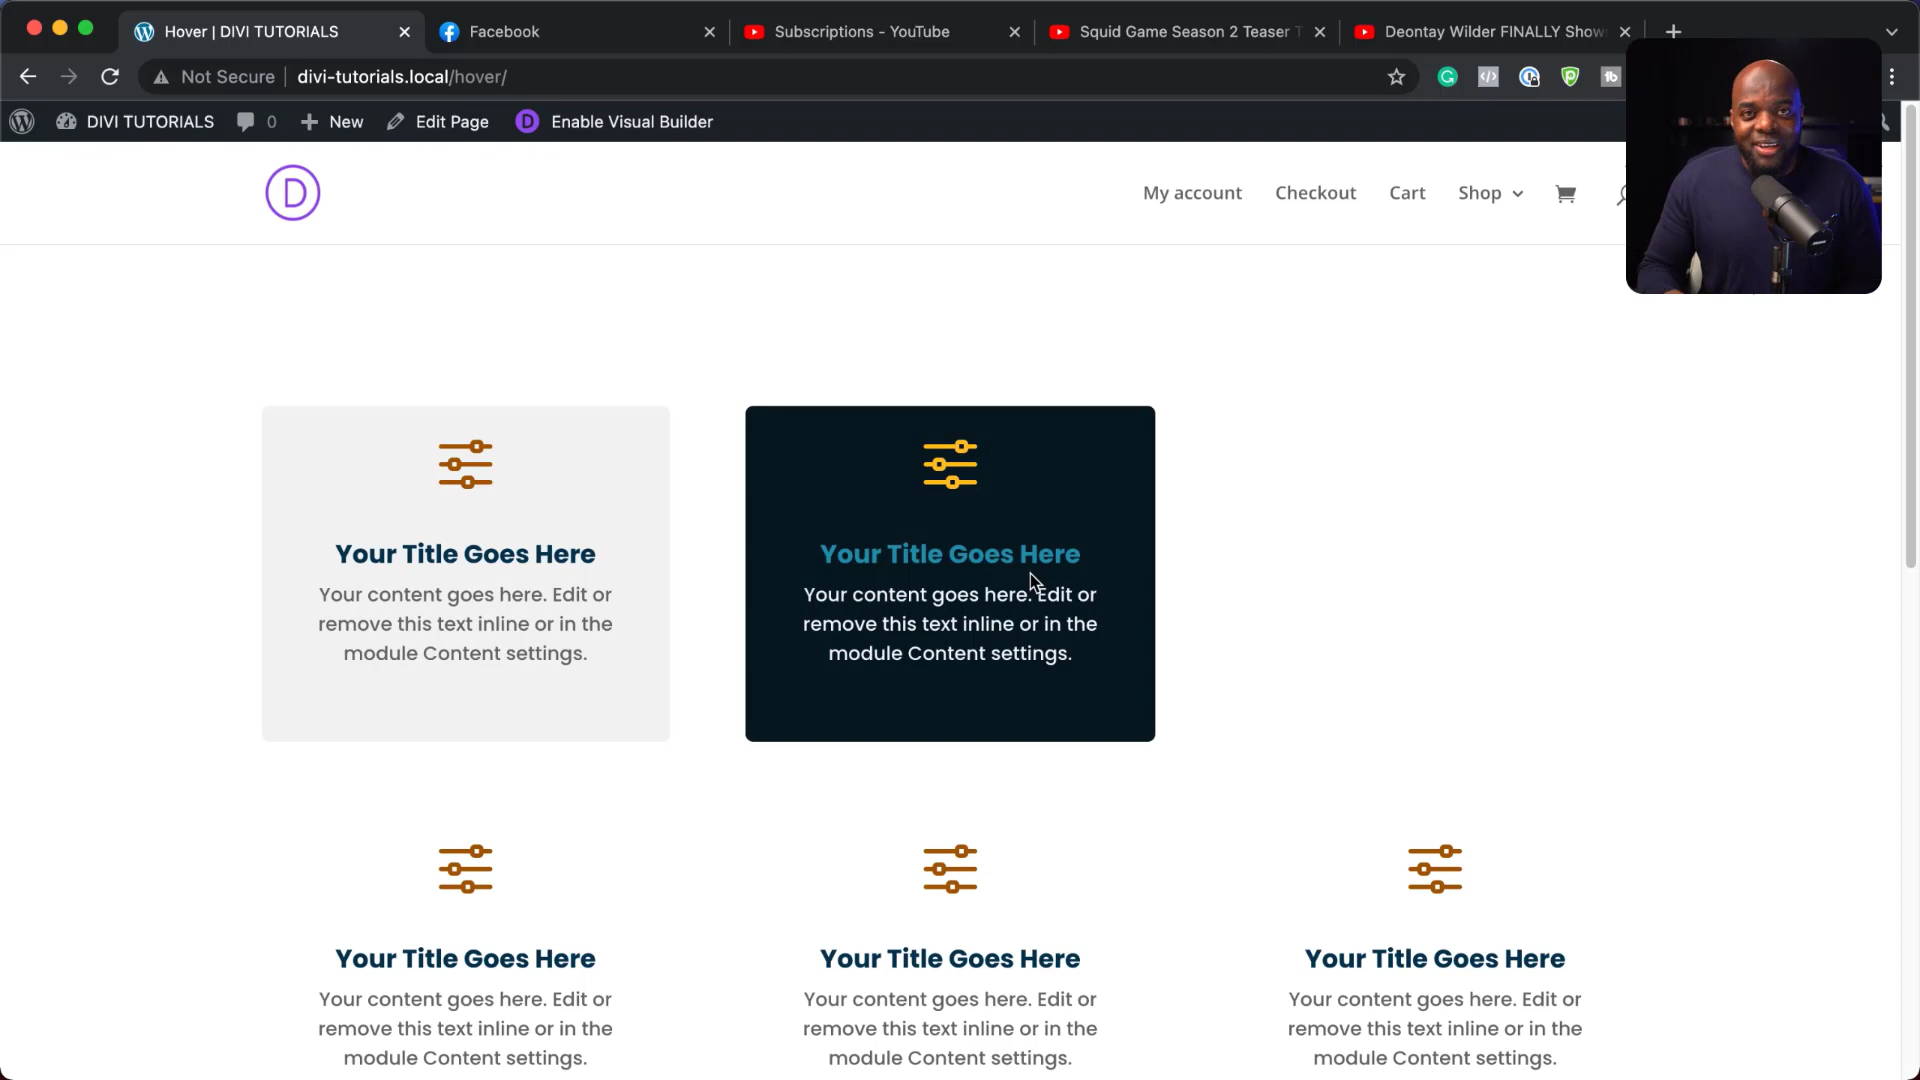 Hover | DIVI TUTORIALS
Facebook
Subscriptions - YouTube
Squid Game Season 2 Teaser T
Deontay Wilder FINALLY Show
Not Secure
divi-tutorials.local/hover/
DIVI TUTORIALS
0
New
Edit Page
D
Enable Visual Builder
D
My account
Checkout
Cart
Shop
Your Title Goes Here
Your content goes here. Edit or
remove this text inline or in the
module Content settings.
Your Title Goes Here
Your content goes here. Edit or
remove this text inline or in the
module Content settings.
Your Title Goes Here
Your content goes here. Edit or
remove this text inline or in the
module Content settings.
Your Title Goes Here
Your content goes here. Edit or
remove this text inline or in the
module Content settings.
Your Title Goes Here
Your content goes here. Edit or
remove this text inline or in the
module Content settings.